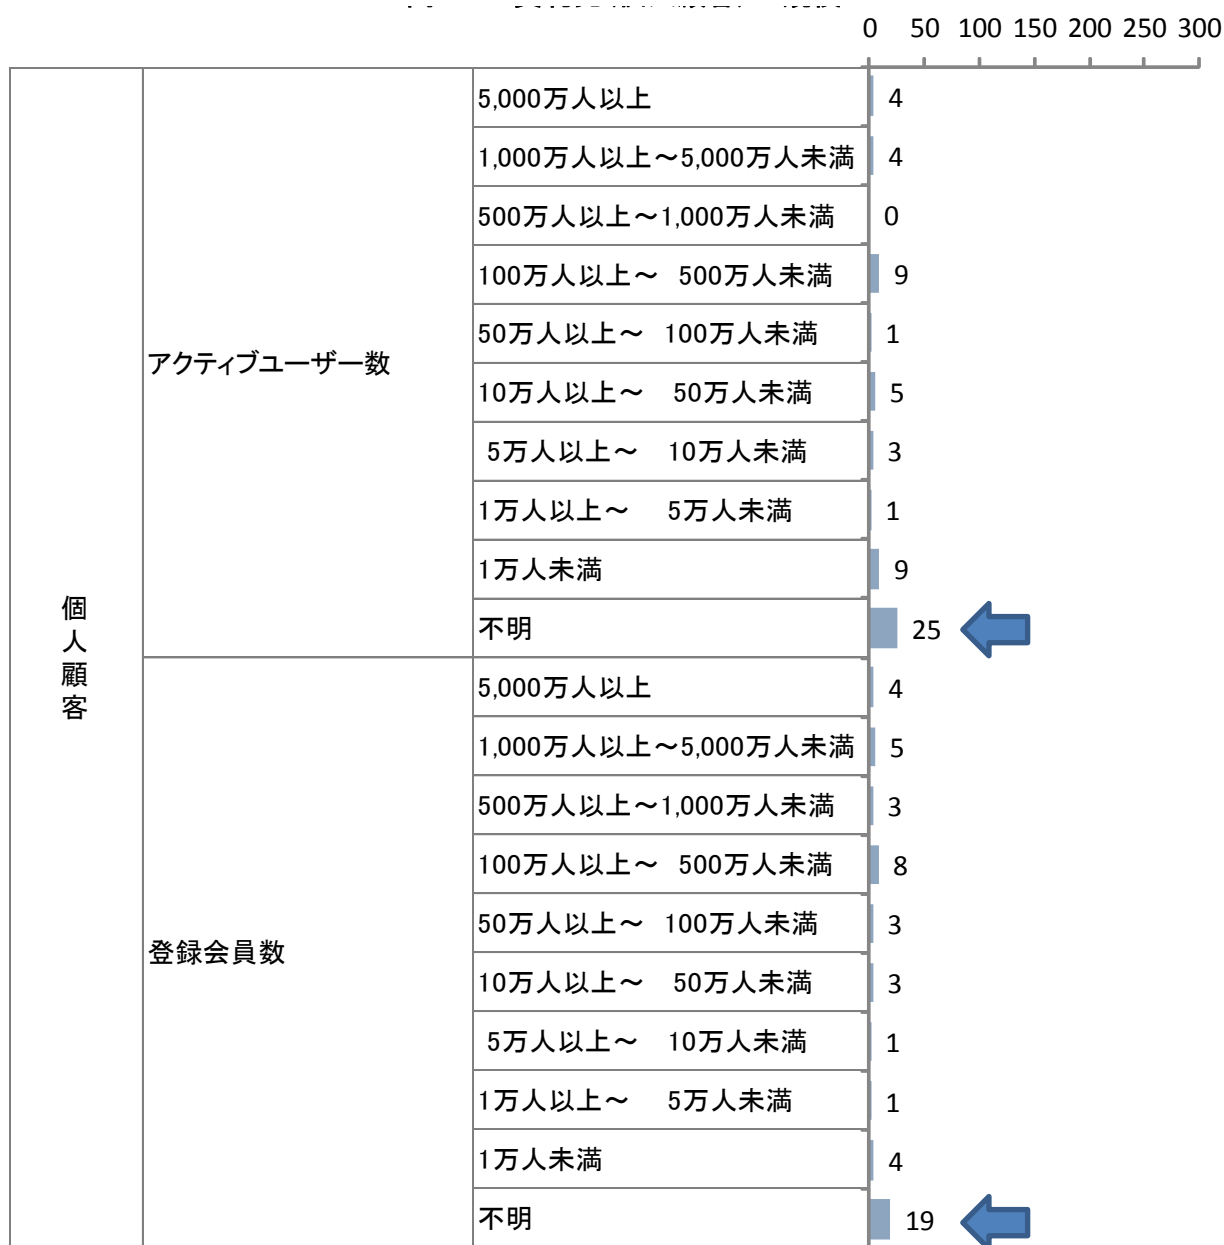 0 50 100 150 200 250 300
個人顧客
アクティブユーザー数
5,000万人以上 4
1,000万人以上～5,000万人未満 4
500万人以上～1,000万人未満 0
100万人以上～ 500万人未満 9
50万人以上～ 100万人未満 1
10万人以上～ 50万人未満 5
5万人以上～ 10万人未満 3
1万人以上～ 5万人未満 1
1万人未満 9
不明 25
登録会員数
5,000万人以上 4
1,000万人以上～5,000万人未満 5
500万人以上～1,000万人未満 3
100万人以上～ 500万人未満 8
50万人以上～ 100万人未満 3
10万人以上～ 50万人未満 3
5万人以上～ 10万人未満 1
1万人以上～ 5万人未満 1
1万人未満 4
不明 19